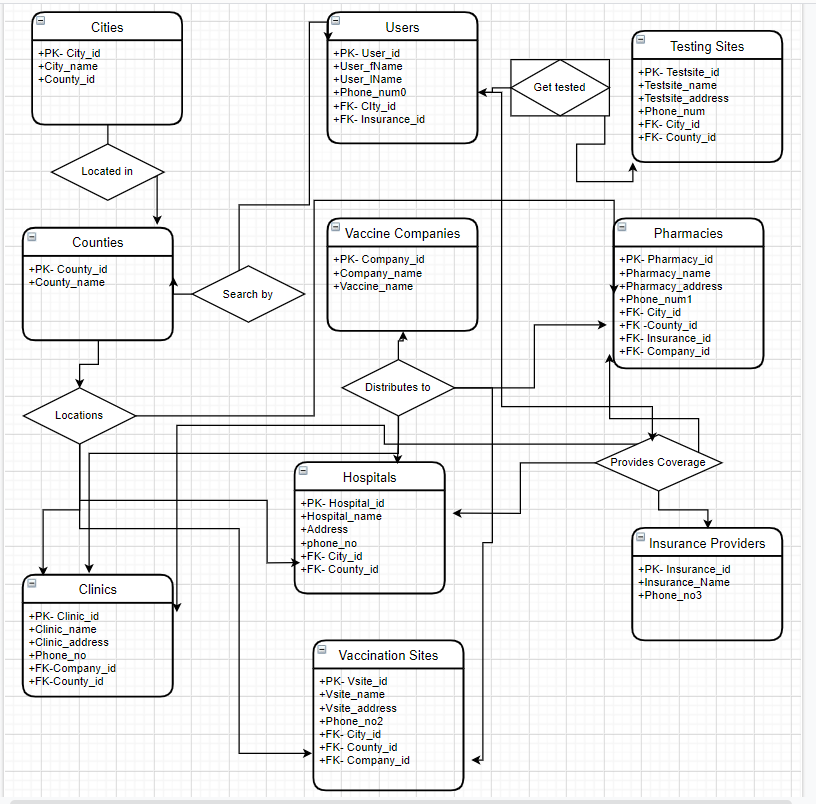 Cities
+PK- City_id
+City_name
+County_id
Users
+PK- User_id
+User_fName
+User_lName
+Phone_num0
+FK- CIty_id
+FK- Insurance_id
Get tested
Testing Sites
+PK- Testsite_id
+Testsite_name
+Testsite_address
+Phone_num
+FK- City_id
+FK- County_id
Located in
Counties
+PK- County_id
+County_name
Search by
Vaccine Companies
+PK- Company_id
+Company_name
+Vaccine_name
Pharmacies
+PK- Pharmacy_id
+Pharmacy_name
+Pharmacy_address
+Phone_num1
+FK- City_id
+FK -County_id
+FK- Insurance_id
+FK- Company_id
Locations
Distributes to
Provides Coverage
Hospitals
+PK- Hospital_id
+Hospital_name
+Address
+phone_no
+FK- City_id
+FK- County_id
Insurance Providers
+PK- Insurance_id
+Insurance_Name
+Phone_no3
Clinics
+PK- Clinic_id
+Clinic_name
+Clinic_address
+Phone_no
+FK-Company_id
+FK-County_id
Vaccination Sites
+PK- Vsite_id
+Vsite_name
+Vsite_address
+Phone_no2
+FK- City_id
+FK- County_id
+FK- Company_id